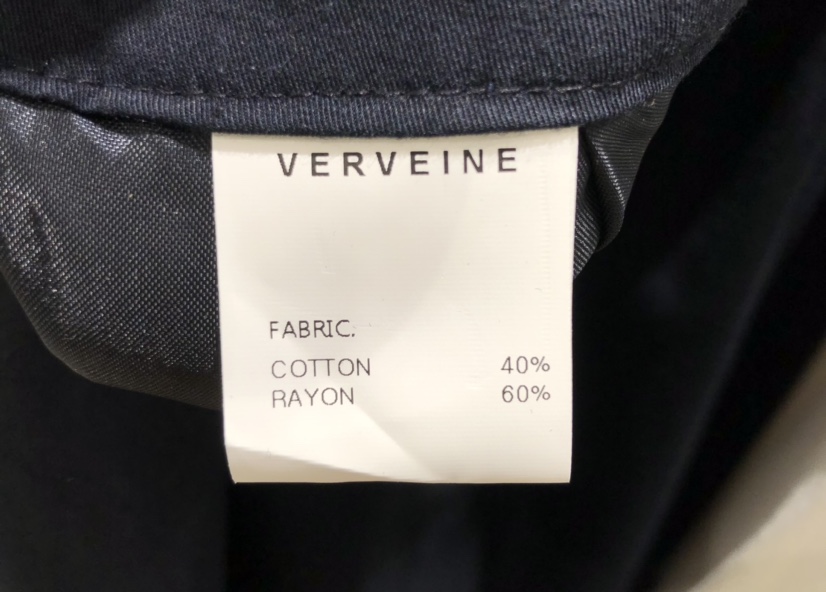 VERVEINE
FABRIC.
COTTON 40%
RAYON 60%